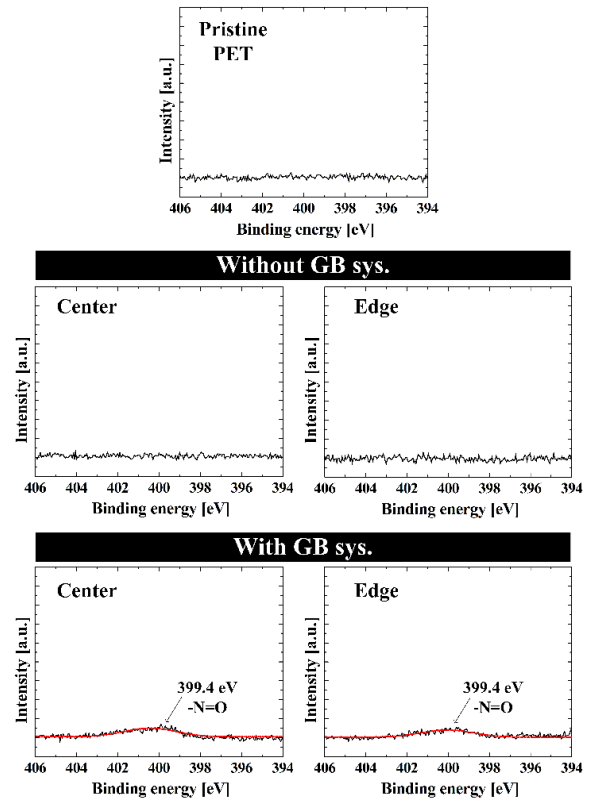 Pristine
PET
Intensity [a.u.]
406 404 402 400 398 396 394
Binding energy [eV]
Without GB sys.
Center
Intensity [a.u.]
406 404 402 400 398 396 394
Binding energy [eV]
Edge
Intensity [a.u.]
406 404 402 400 398 396 394
Binding energy [eV]
With GB sys.
Center
399.4 eV
-N=O
Intensity [a.u.]
406 404 402 400 398 396 394
Binding energy [eV]
Edge
399.4 eV
-N=O
Intensity [a.u.]
406 404 402 400 398 396 394
Binding energy [eV]